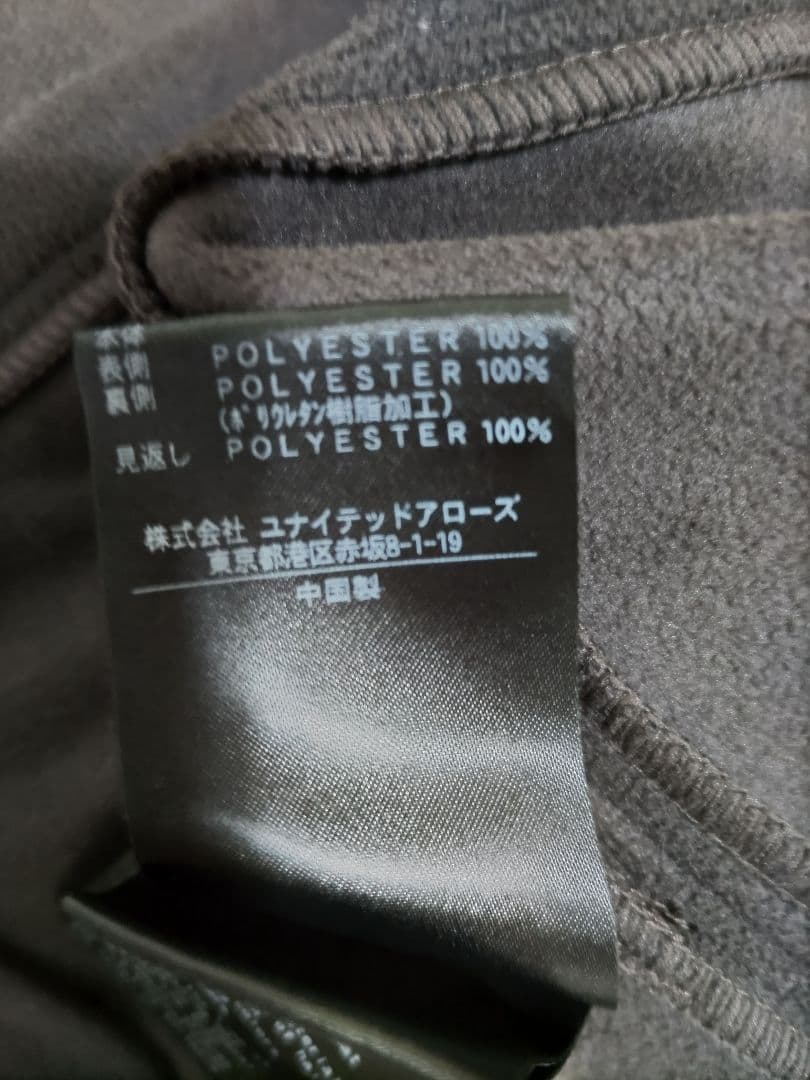 本体
表側 POLYESTER 100%
裏側 POLYESTER 100%
(ポリウレタン樹脂加工)
見返し POLYESTER 100%
株式会社 ユナイテッドアローズ
東京都港区赤坂8-1-19
中国製